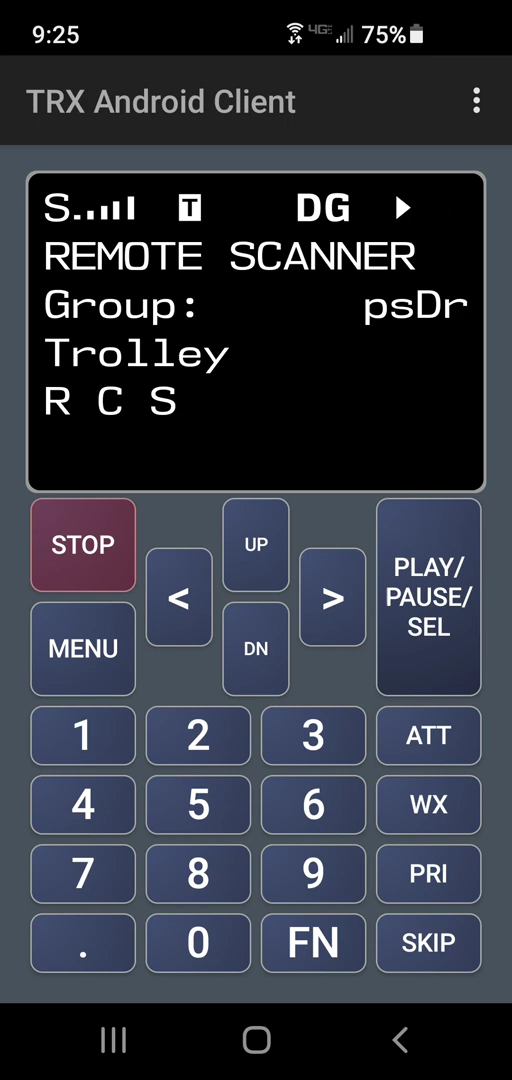 9:25 4GE 75%
TRX Android Client
S T DG
REMOTE SCANNER
Group: psDr
Trolley
R C S
STOP
UP
PLAY/
PAUSE/
SEL
<
>
MENU
DN
1 2 3 ATT
4 5 6 WX
7 8 9 PRI
. 0 FN SKIP